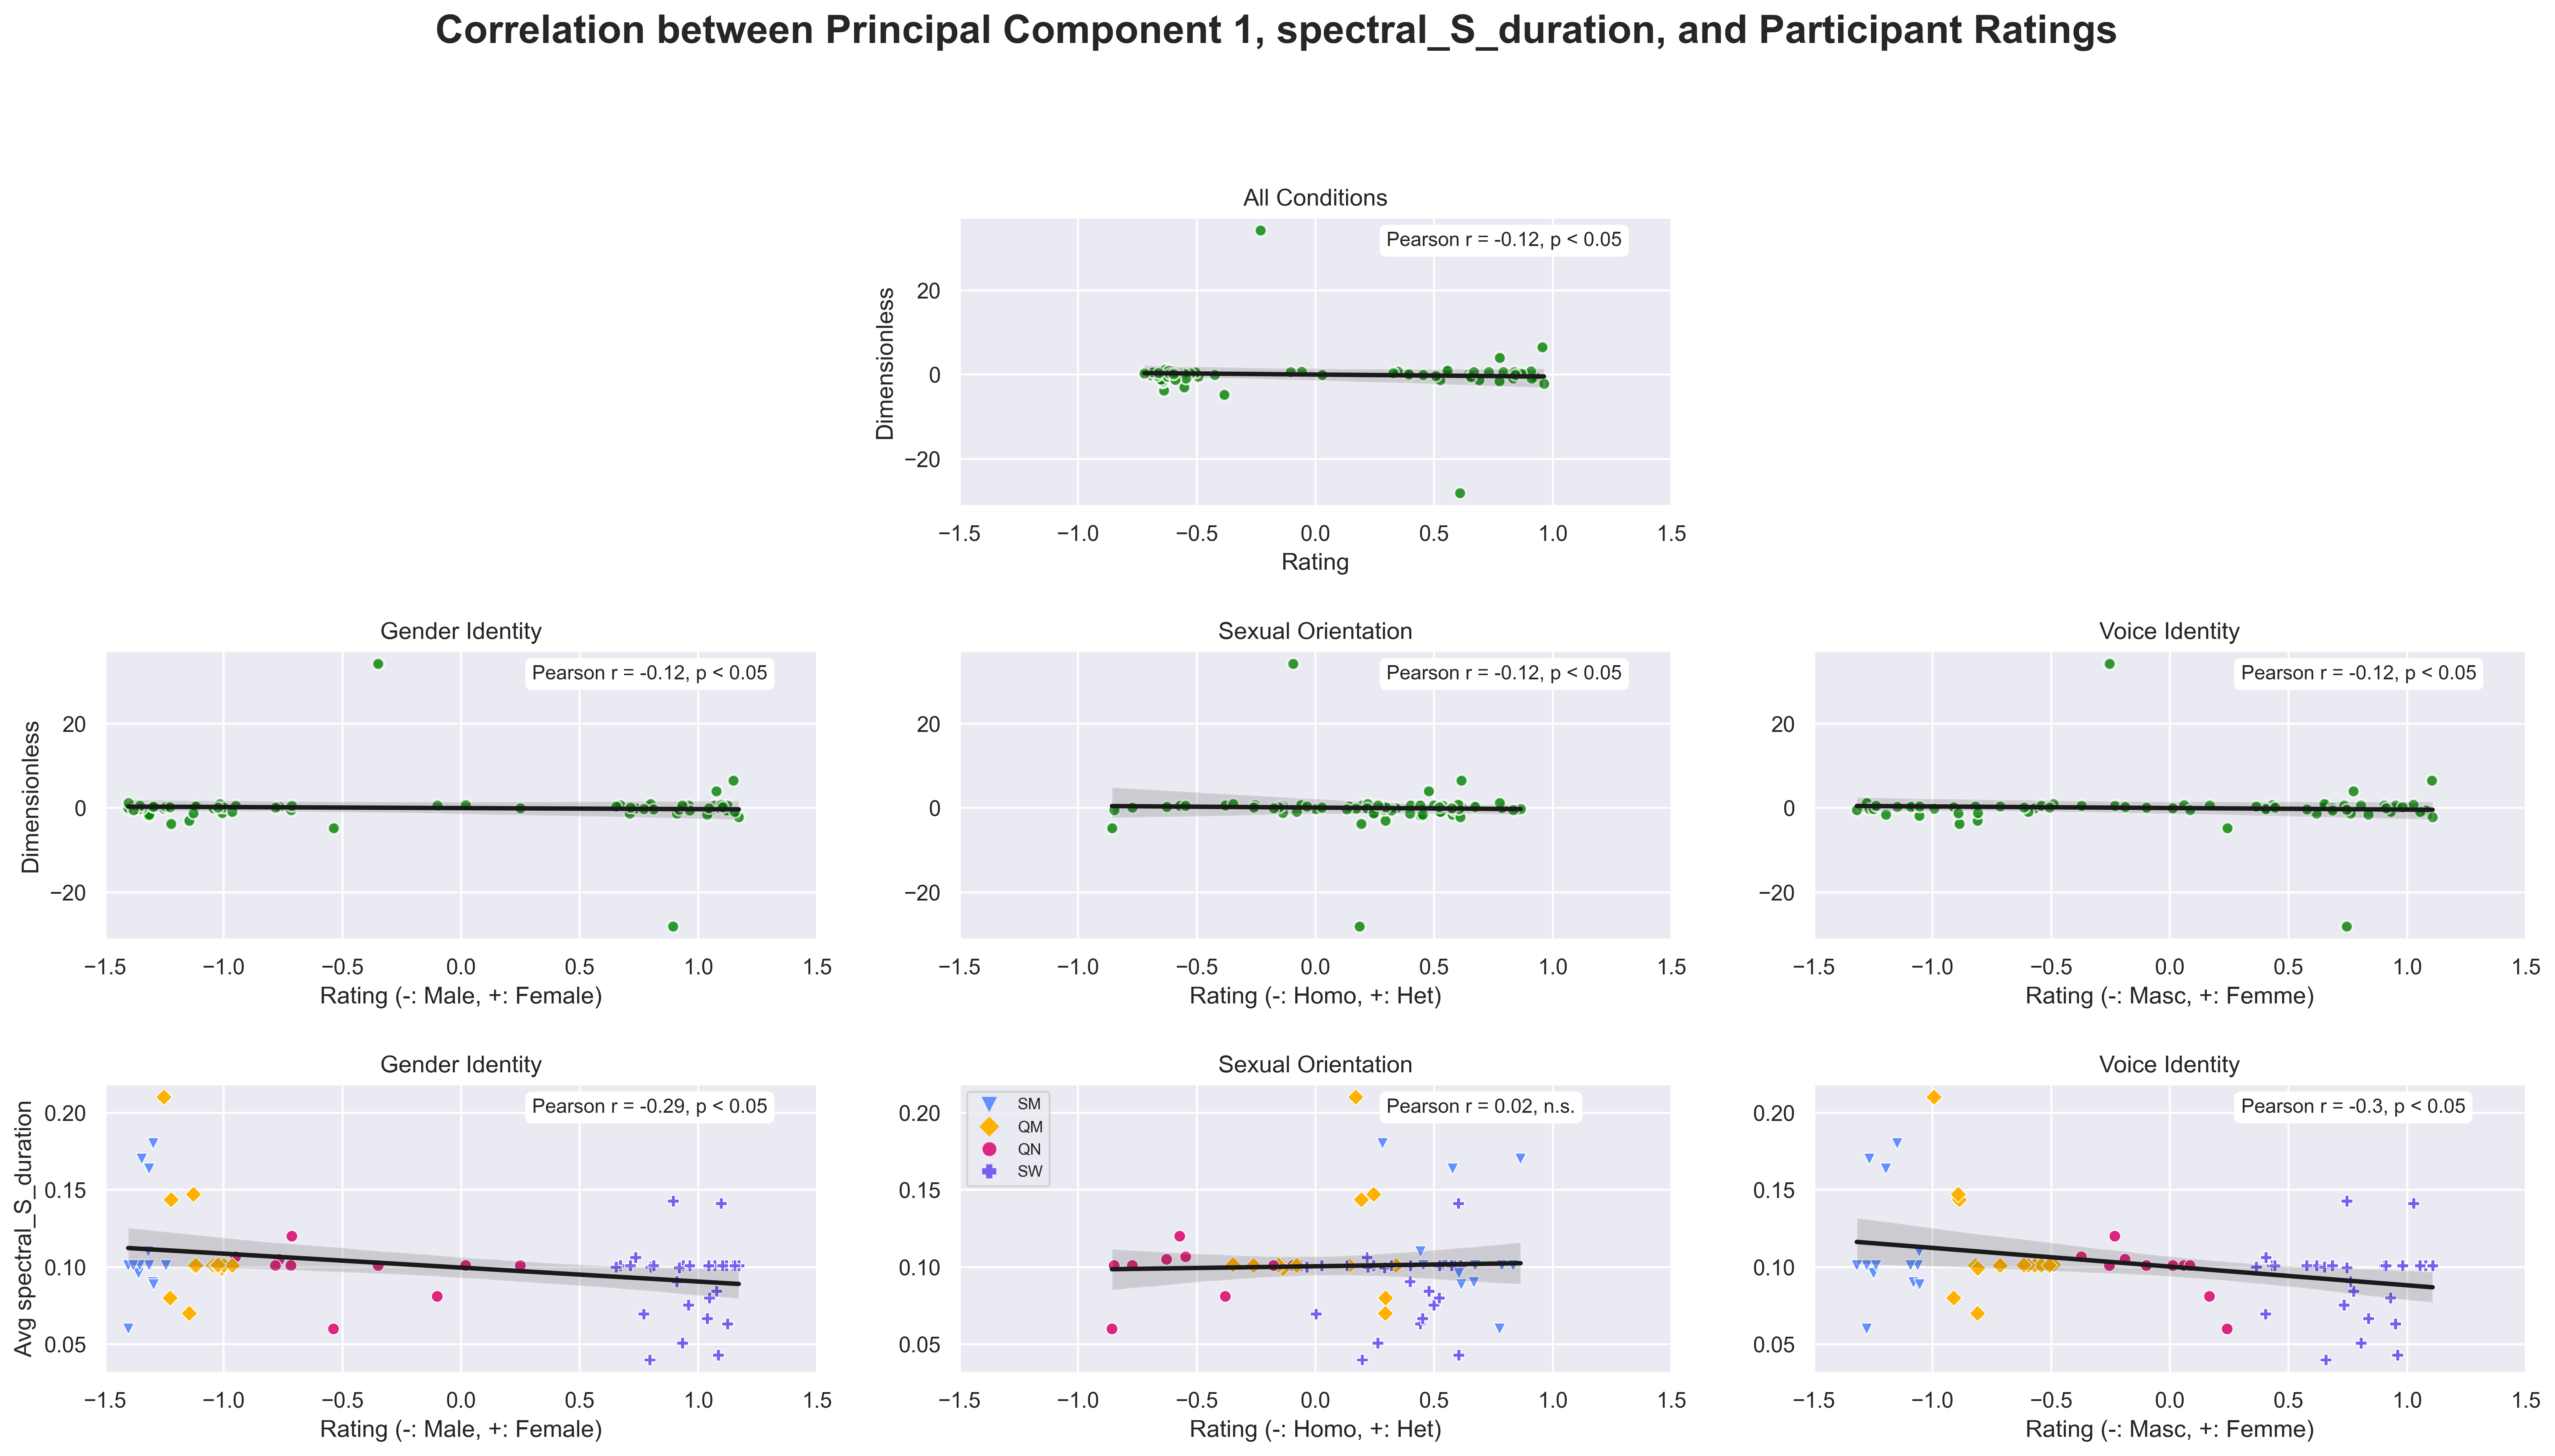 Correlation between Principal Component 1, spectral_S_duration, and Participant Ratings
All Conditions
Pearson r = -0.12, p < 0.05
Dimensionless
20
0
−20
−1.5 −1.0 −0.5 0.0 0.5 1.0 1.5
Rating
Gender Identity
Pearson r = -0.12, p < 0.05
Dimensionless
20
0
−20
−1.5 −1.0 −0.5 0.0 0.5 1.0 1.5
Rating (-: Male, +: Female)
Sexual Orientation
Pearson r = -0.12, p < 0.05
20
0
−20
−1.5 −1.0 −0.5 0.0 0.5 1.0 1.5
Rating (-: Homo, +: Het)
Voice Identity
Pearson r = -0.12, p < 0.05
20
0
−20
−1.5 −1.0 −0.5 0.0 0.5 1.0 1.5
Rating (-: Masc, +: Femme)
Gender Identity
Pearson r = -0.29, p < 0.05
Avg spectral_S_duration
0.20
0.15
0.10
0.05
−1.5 −1.0 −0.5 0.0 0.5 1.0 1.5
Rating (-: Male, +: Female)
Sexual Orientation
SM
QM
QN
SW
Pearson r = 0.02, n.s.
0.20
0.15
0.10
0.05
−1.5 −1.0 −0.5 0.0 0.5 1.0 1.5
Rating (-: Homo, +: Het)
Voice Identity
Pearson r = -0.3, p < 0.05
0.20
0.15
0.10
0.05
−1.5 −1.0 −0.5 0.0 0.5 1.0 1.5
Rating (-: Masc, +: Femme)